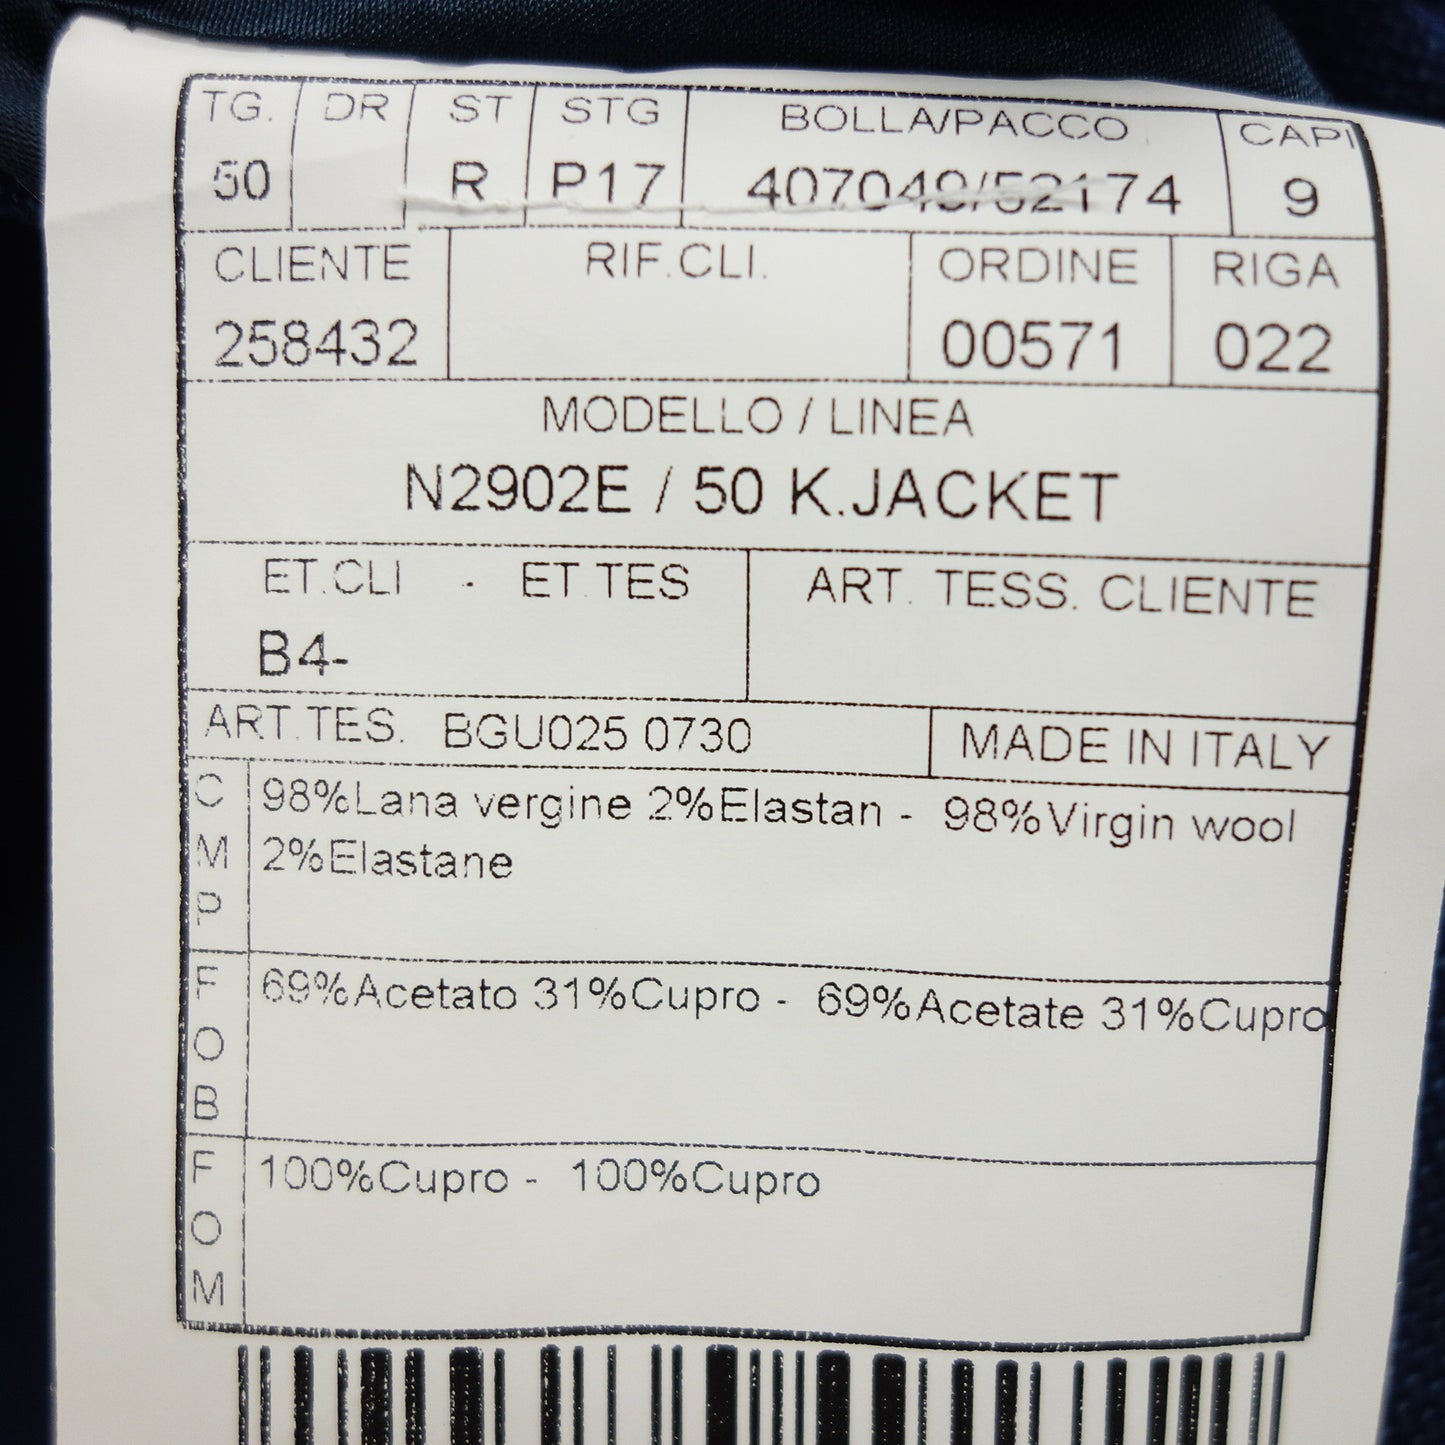 TG. DR ST STG BOLLA/PACCO CAPI
50 R P17 407049/52174 9
CLIENTE RIF.CLI. ORDINE RIGA
258432 00571 022
MODELLO / LINEA
N2902E / 50 K.JACKET
ET.CLI - ET.TES ART. TESS. CLIENTE
B4-
ART.TES. BGU025 0730 MADE IN ITALY
CMP
98%Lana vergine 2%Elastan - 98%Virgin wool
2%Elastane
FOB
69%Acetato 31%Cupro - 69%Acetate 31%Cupro
FOM
100%Cupro - 100%Cupro